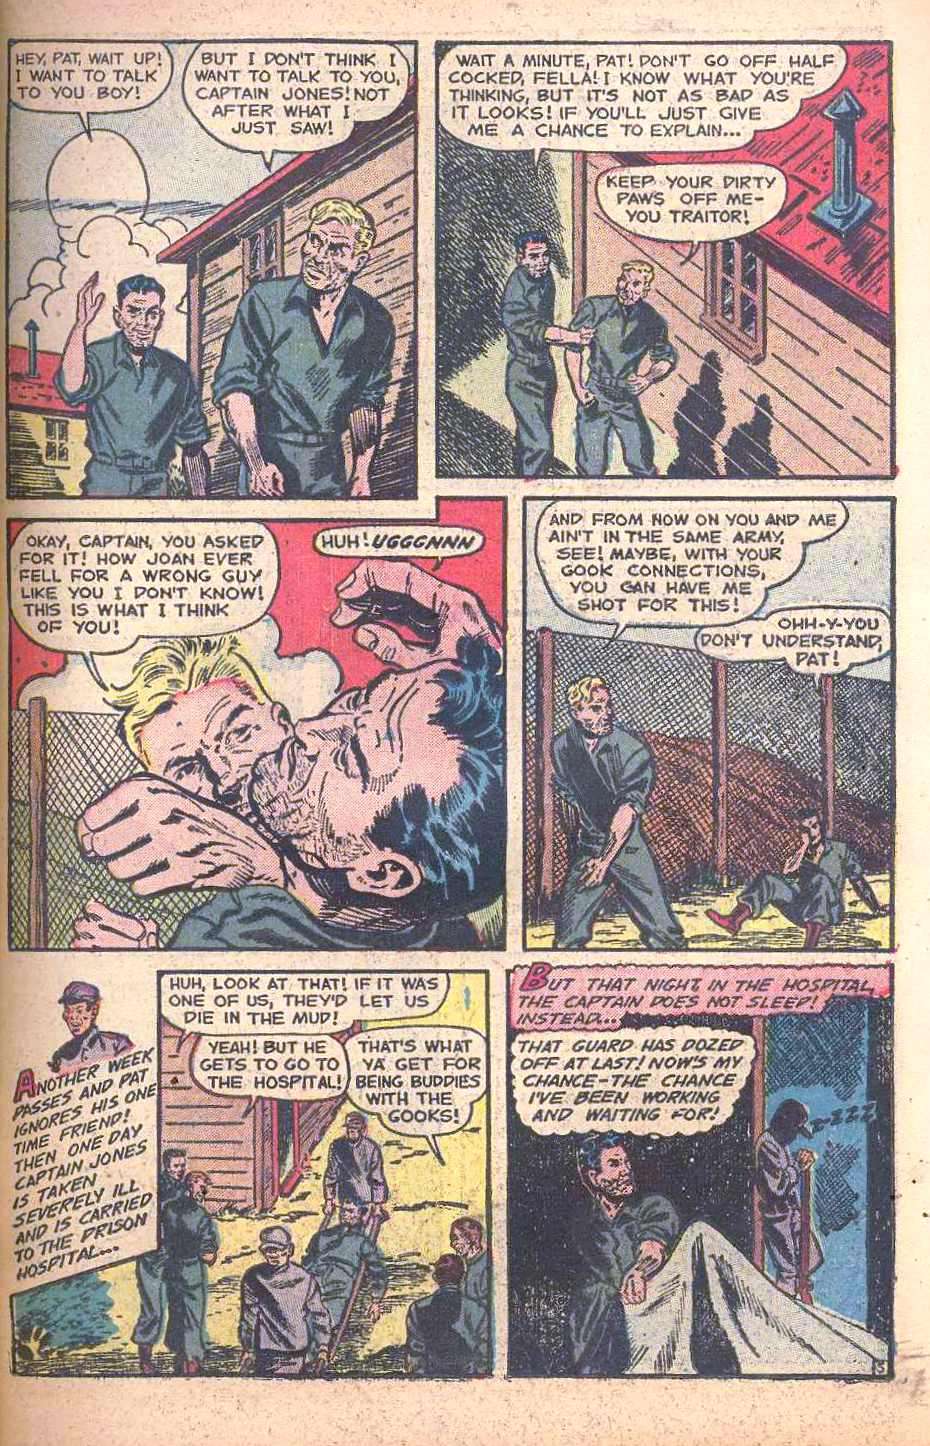 HEY, PAT, WAIT UP!
I WANT TO TALK
TO YOU BOY!
BUT I DON'T THINK I
WANT TO TALK TO YOU,
CAPTAIN JONES! NOT
AFTER WHAT I
JUST SAW!
WAIT A MINUTE, PAT! DON'T GO OFF HALF
COCKED, FELLA! I KNOW WHAT YOU'RE
THINKING, BUT IT'S NOT AS BAD AS
IT LOOKS! IF YOU'LL JUST GIVE
ME A CHANCE TO EXPLAIN...
KEEP YOUR DIRTY
PAWS OFF ME-
YOU TRAITOR!
OKAY, CAPTAIN, YOU ASKED
FOR IT! HOW JOAN EVER
FELL FOR A WRONG GUY
LIKE YOU I DON'T KNOW!
THIS IS WHAT I THINK
OF YOU!
HUH! UGGGNNN
AND FROM NOW ON YOU AND ME
AIN'T IN THE SAME ARMY,
SEE! MAYBE, WITH YOUR
GOOK CONNECTIONS,
YOU CAN HAVE ME
SHOT FOR THIS!
OHH-Y-YOU
DON'T UNDERSTAND,
PAT!
ANOTHER WEEK
PASSES AND PAT
IGNORES HIS ONE
TIME FRIEND!
THEN ONE DAY
CAPTAIN JONES
IS TAKEN
SEVERELY ILL
AND IS CARRIED
TO THE PRISON
HOSPITAL...
HUH, LOOK AT THAT! IF IT WAS
ONE OF US, THEY'D LET US
DIE IN THE MUD!
YEAH! BUT HE
GETS TO GO TO
THE HOSPITAL!
THAT'S WHAT
YA GET FOR
BEING BUDDIES
WITH THE
GOOKS!
BUT THAT NIGHT, IN THE HOSPITAL,
THE CAPTAIN DOES NOT SLEEP!
INSTEAD...
THAT GUARD HAS DOZED
OFF AT LAST! NOW'S MY
CHANCE-THE CHANCE
I'VE BEEN WORKING
AND WAITING FOR!
Z-ZZZ
3